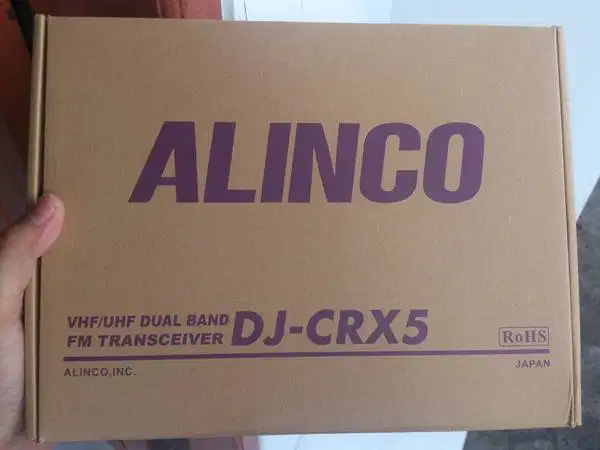 ALINCO
VHF/UHF DUAL BAND
FM TRANSCEIVER DJ-CRX5
RoHS
ALINCO,INC.
JAPAN